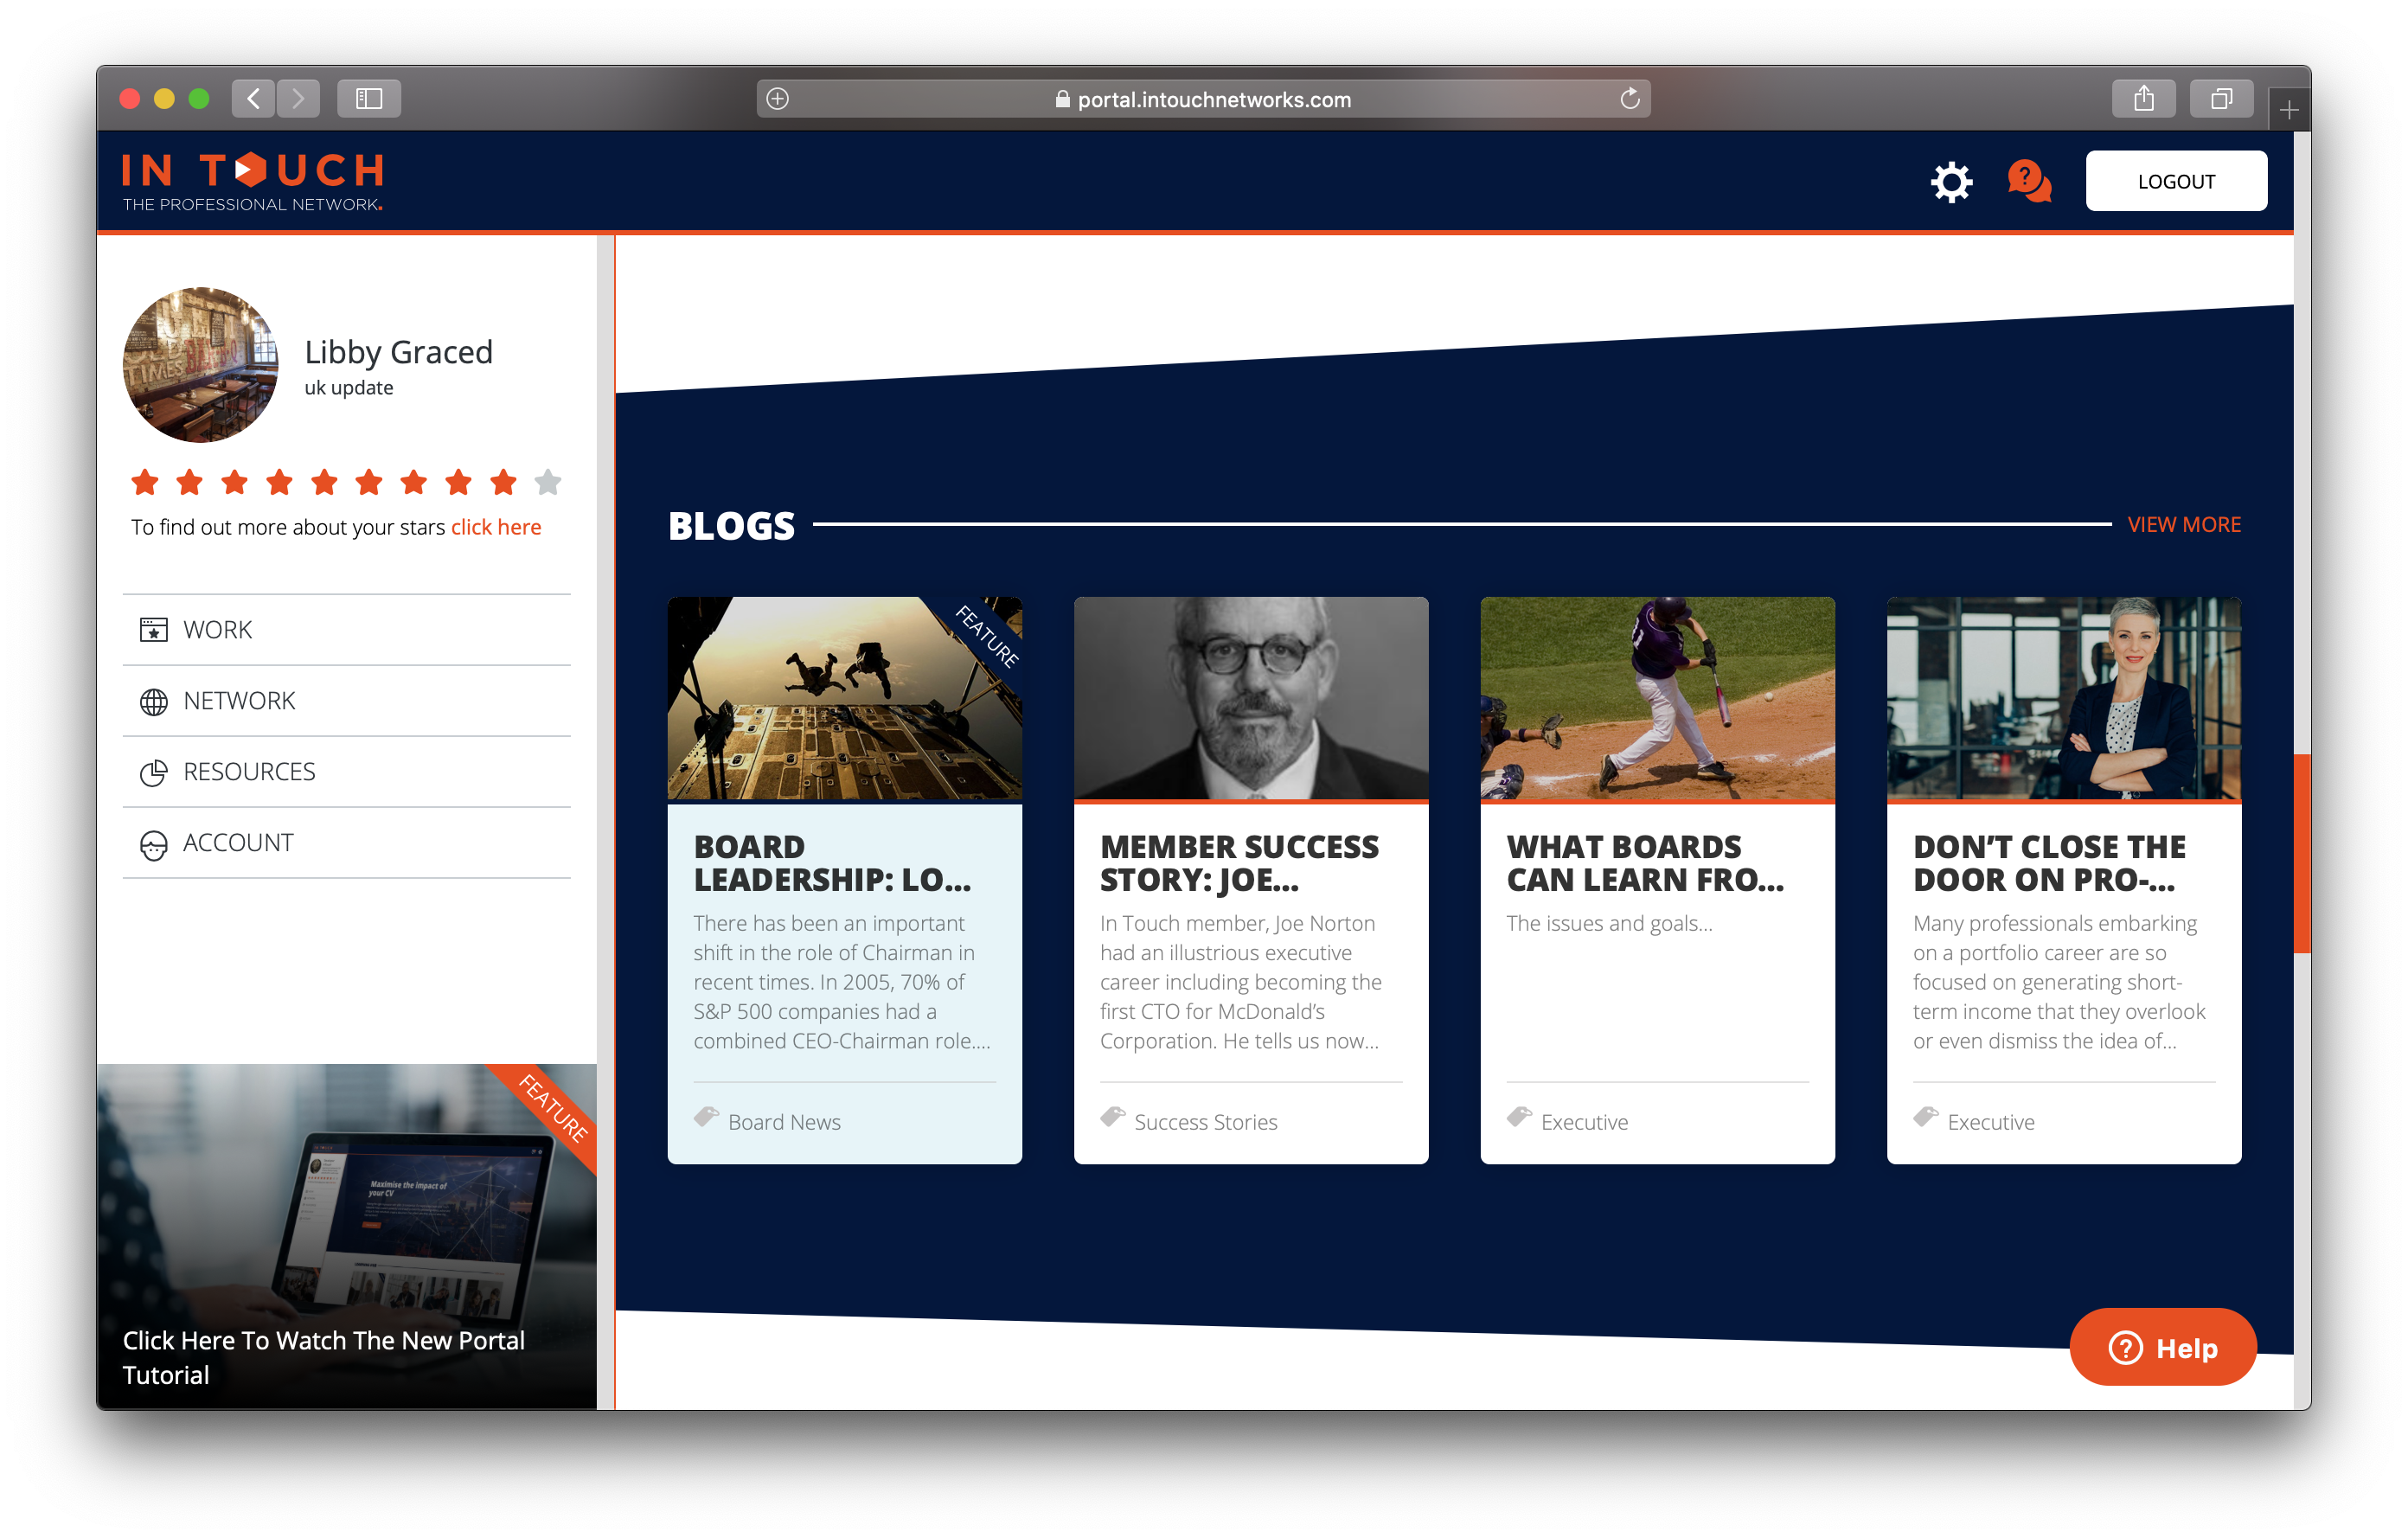 portal.intouchnetworks.com
IN TOUCH
THE PROFESSIONAL NETWORK.
LOGOUT
Libby Graced
uk update
To find out more about your stars click here
WORK
NETWORK
RESOURCES
ACCOUNT
FEATURE
Maximise the impact of
your CV
Click Here To Watch The New Portal
Tutorial
BLOGS
VIEW MORE
FEATURE
BOARD
LEADERSHIP: LO...
There has been an important
shift in the role of Chairman in
recent times. In 2005, 70% of
S&P 500 companies had a
combined CEO-Chairman role....
Board News
MEMBER SUCCESS
STORY: JOE...
In Touch member, Joe Norton
had an illustrious executive
career including becoming the
first CTO for McDonald’s
Corporation. He tells us now...
Success Stories
WHAT BOARDS
CAN LEARN FRO...
The issues and goals...
Executive
DON’T CLOSE THE
DOOR ON PRO-...
Many professionals embarking
on a portfolio career are so
focused on generating short-
term income that they overlook
or even dismiss the idea of...
Executive
? Help